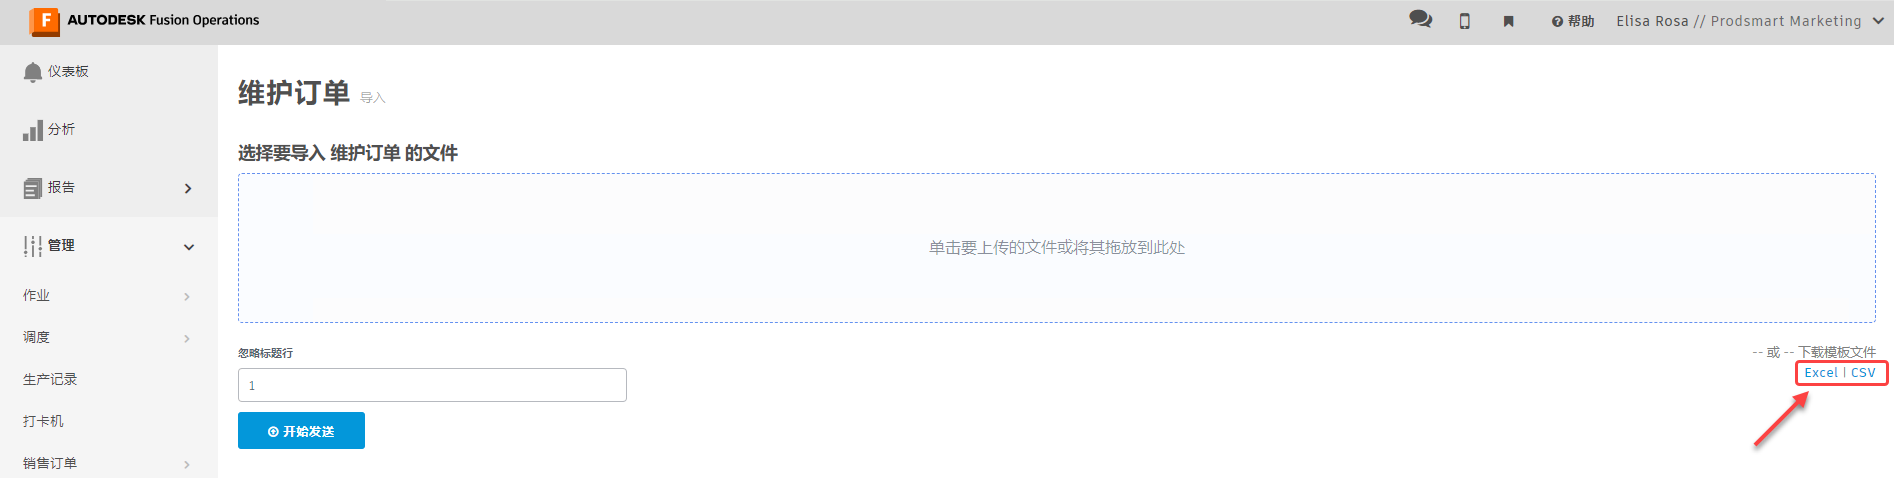 AUTODESK Fusion Operations
帮助
Elisa Rosa // Prodsmart Marketing
仪表板
分析
报告
管理
作业
调度
生产记录
打卡机
销售订单
维护订单 导入
选择要导入 维护订单 的文件
单击要上传的文件或将其拖放到此处
忽略标题行
1
开始发送
-- 或 -- 下载模板文件
Excel | CSV